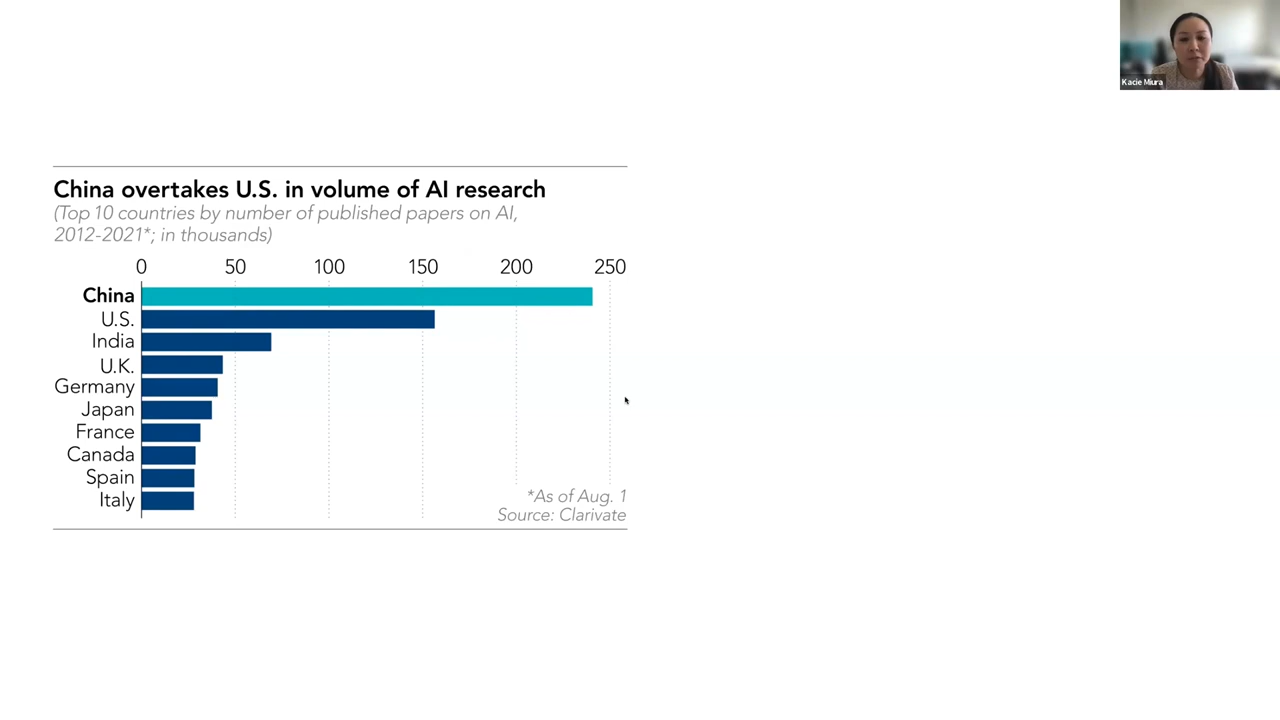 Kacie Miura
China overtakes U.S. in volume of AI research
(Top 10 countries by number of published papers on AI,
2012-2021*; in thousands)
0 50 100 150 200 250
China
U.S.
India
U.K.
Germany
Japan
France
Canada
Spain
Italy
*As of Aug. 1
Source: Clarivate